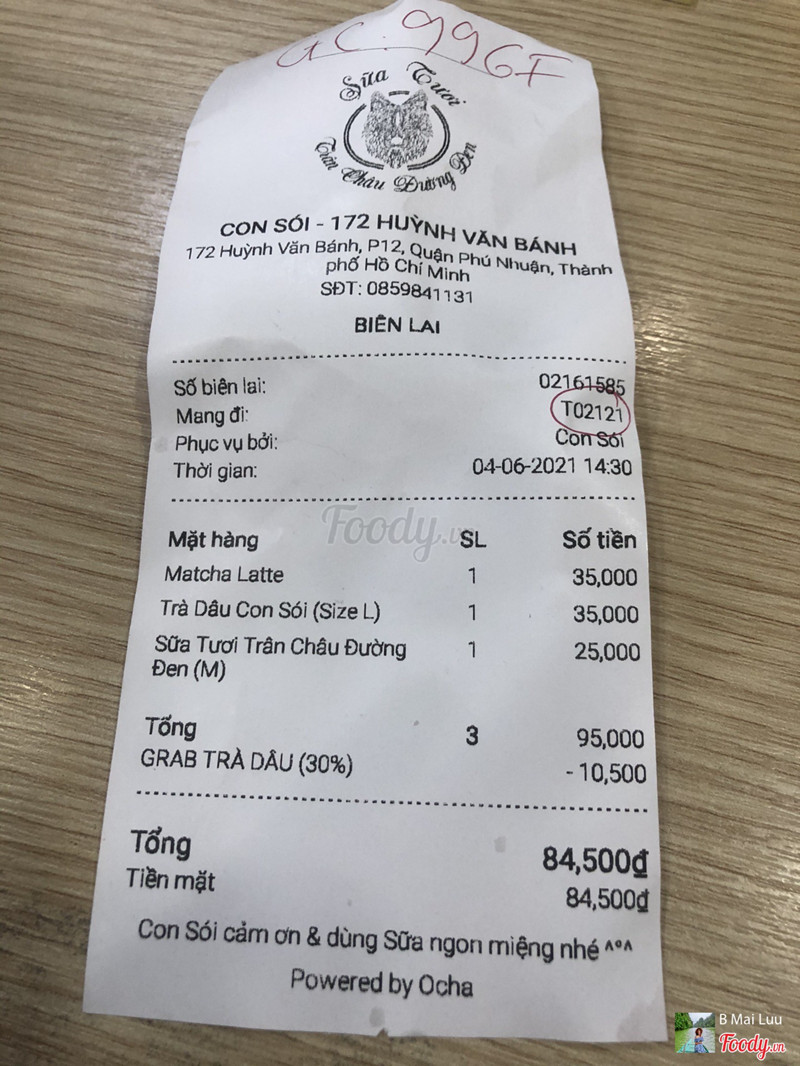 GC. 996F
Sữa Tươi
Trân Châu Đường Đen
CON SÓI - 172 HUỲNH VĂN BÁNH
172 Huỳnh Văn Bánh, P12, Quận Phú Nhuận, Thành
phố Hồ Chí Minh
SĐT: 0859841131
BIÊN LAI
Số biên lai: 02161585
Mang đi: T02121
Phục vụ bởi: Con Sói
Thời gian: 04-06-2021 14:30
Foody.vn
Mặt hàng SL Số tiền
Matcha Latte 1 35,000
Trà Dâu Con Sói (Size L) 1 35,000
Sữa Tươi Trân Châu Đường 1 25,000
Đen (M)
Tổng 3 95,000
GRAB TRÀ DÂU (30%) - 10,500
Tổng 84,500₫
Tiền mặt 84,500₫
Con Sói cảm ơn & dùng Sữa ngon miệng nhé ^°^
Powered by Ocha
B Mai Luu
Foody.vn